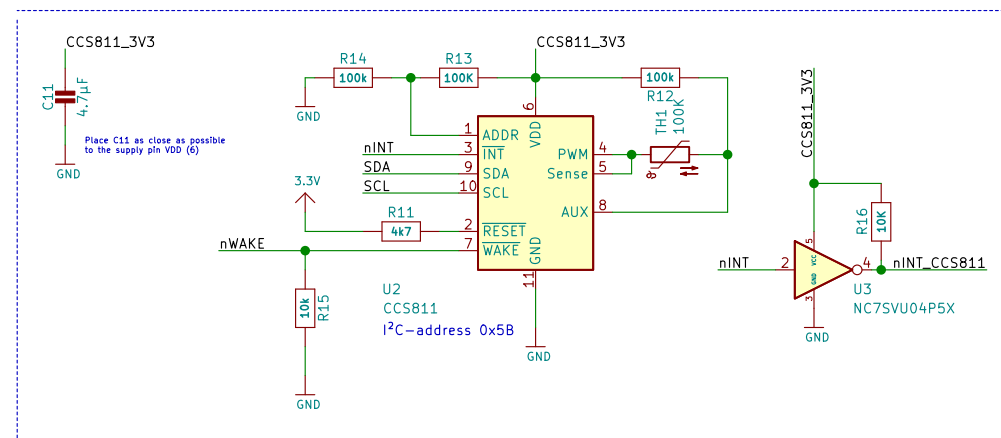 CCS811_3V3
C11
4.7µF
Place C11 as close as possible
to the supply pin VDD (6)
GND
R14
100k
R13
100K
CCS811_3V3
100k
R12
GND
6
VDD
1
ADDR
nINT
3
INT
SDA
9
SDA
SCL
10
SCL
PWM
4
Sense
5
TH1
100K
AUX
8
3.3V
R11
4k7
2
RESET
nWAKE
7
WAKE
GND
11
10k
R15
GND
U2
CCS811
I²C-address 0x5B
GND
CCS811_3V3
R16
10K
nINT
2
5
VCC
GND
3
4
nINT_CCS811
U3
NC7SVU04P5X
GND